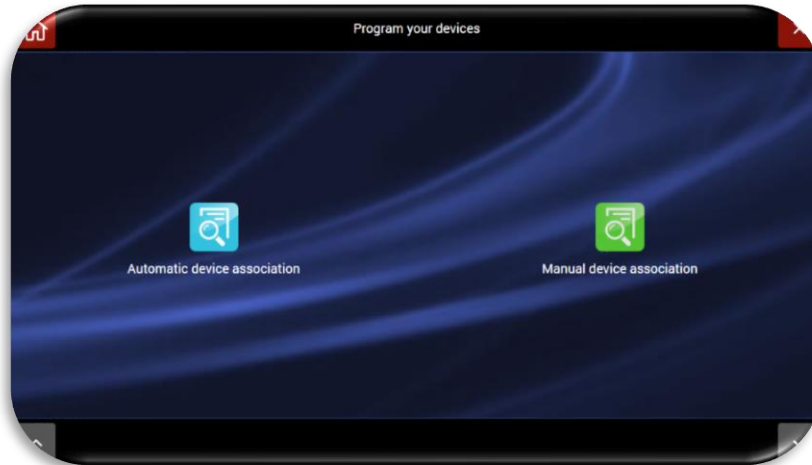 Program your devices
Automatic device association
Manual device association